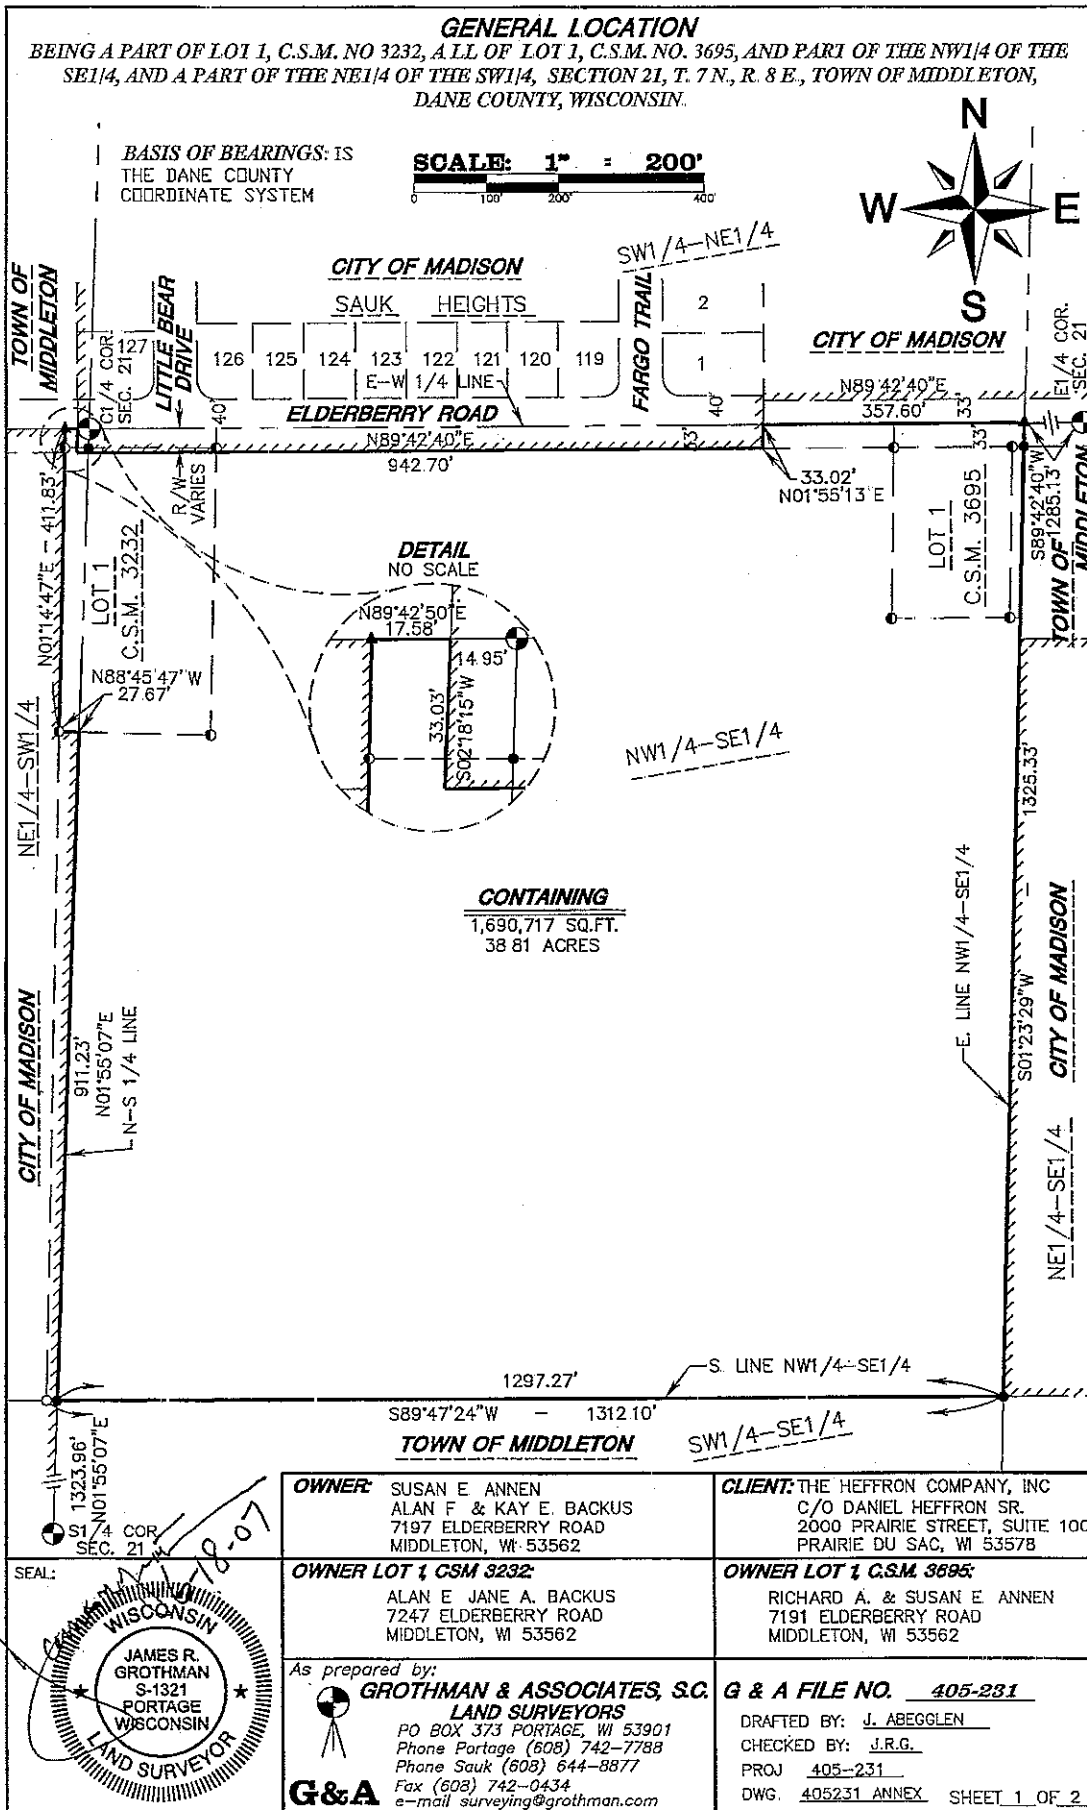 GENERAL LOCATION
BEING A PART OF LOT 1, C.S.M. NO 3232, ALL OF LOT 1, C.S.M. NO. 3695, AND PART OF THE NW1/4 OF THE
SE1/4, AND A PART OF THE NE1/4 OF THE SW1/4, SECTION 21, T. 7 N., R. 8 E., TOWN OF MIDDLETON,
DANE COUNTY, WISCONSIN.
BASIS OF BEARINGS: IS
THE DANE COUNTY
COORDINATE SYSTEM
SCALE: 1" = 200'
0 100' 200' 400'
N
W E
S
SW1/4-NE1/4
CITY OF MADISON
SAUK HEIGHTS
TOWN OF
MIDDLETON
C1/4 COR.
SEC. 21
127
LITTLE BEAR
DRIVE
126 125 124 123 122 121 120 119
FARGO TRAIL
2
1
CITY OF MADISON
E1/4 COR.
SEC. 21
E-W 1/4 LINE
N89°42'40"E
357.60'
33'
33'
40'
40'
33'
ELDERBERRY ROAD
N89°42'40"E
942.70'
R/W
VARIES
33.02'
N01°55'13"E
S89°42'40"W
1285.13'
TOWN OF
MIDDLETON
N01°14'47"E - 411.83'
LOT 1
C.S.M. 3232
LOT 1
C.S.M. 3695
DETAIL
NO SCALE
N89°42'50"E
17.58'
14.95'
33.03'
S02°18'15"W
N88°45'47"W
27.67'
NE1/4-SW1/4
NW1/4-SE1/4
1325.33'
S01°23'29"W
E. LINE NW1/4-SE1/4
CONTAINING
1,690,717 SQ.FT.
38 81 ACRES
CITY OF MADISON
911.23'
N01°55'07"E
N-S 1/4 LINE
CITY OF MADISON
NE1/4-SE1/4
1297.27'
S. LINE NW1/4-SE1/4
S89°47'24"W - 1312.10'
TOWN OF MIDDLETON
SW1/4-SE1/4
1323.96'
N01°55'07"E
S1/4 COR
SEC. 21
OWNER: SUSAN E. ANNEN
ALAN F & KAY E. BACKUS
7197 ELDERBERRY ROAD
MIDDLETON, WI 53562
CLIENT: THE HEFFRON COMPANY, INC
C/O DANIEL HEFFRON SR.
2000 PRAIRIE STREET, SUITE 100
PRAIRIE DU SAC, WI 53578
OWNER LOT 1, CSM 3232:
ALAN E JANE A. BACKUS
7247 ELDERBERRY ROAD
MIDDLETON, WI 53562
OWNER LOT 1, C.S.M. 3695:
RICHARD A. & SUSAN E ANNEN
7191 ELDERBERRY ROAD
MIDDLETON, WI 53562
SEAL:
WISCONSIN
JAMES R.
GROTHMAN
S-1321
PORTAGE
WISCONSIN
LAND SURVEYOR
As prepared by:
GROTHMAN & ASSOCIATES, S.C.
LAND SURVEYORS
PO BOX 373 PORTAGE, WI 53901
Phone Portage (608) 742-7788
Phone Sauk (608) 644-8877
Fax (608) 742-0434
e-mail surveying@grothman.com
G&A
G & A FILE NO. 405-231
DRAFTED BY: J. ABEGGLEN
CHECKED BY: J.R.G.
PROJ 405-231
DWG. 405231 ANNEX SHEET 1 OF 2